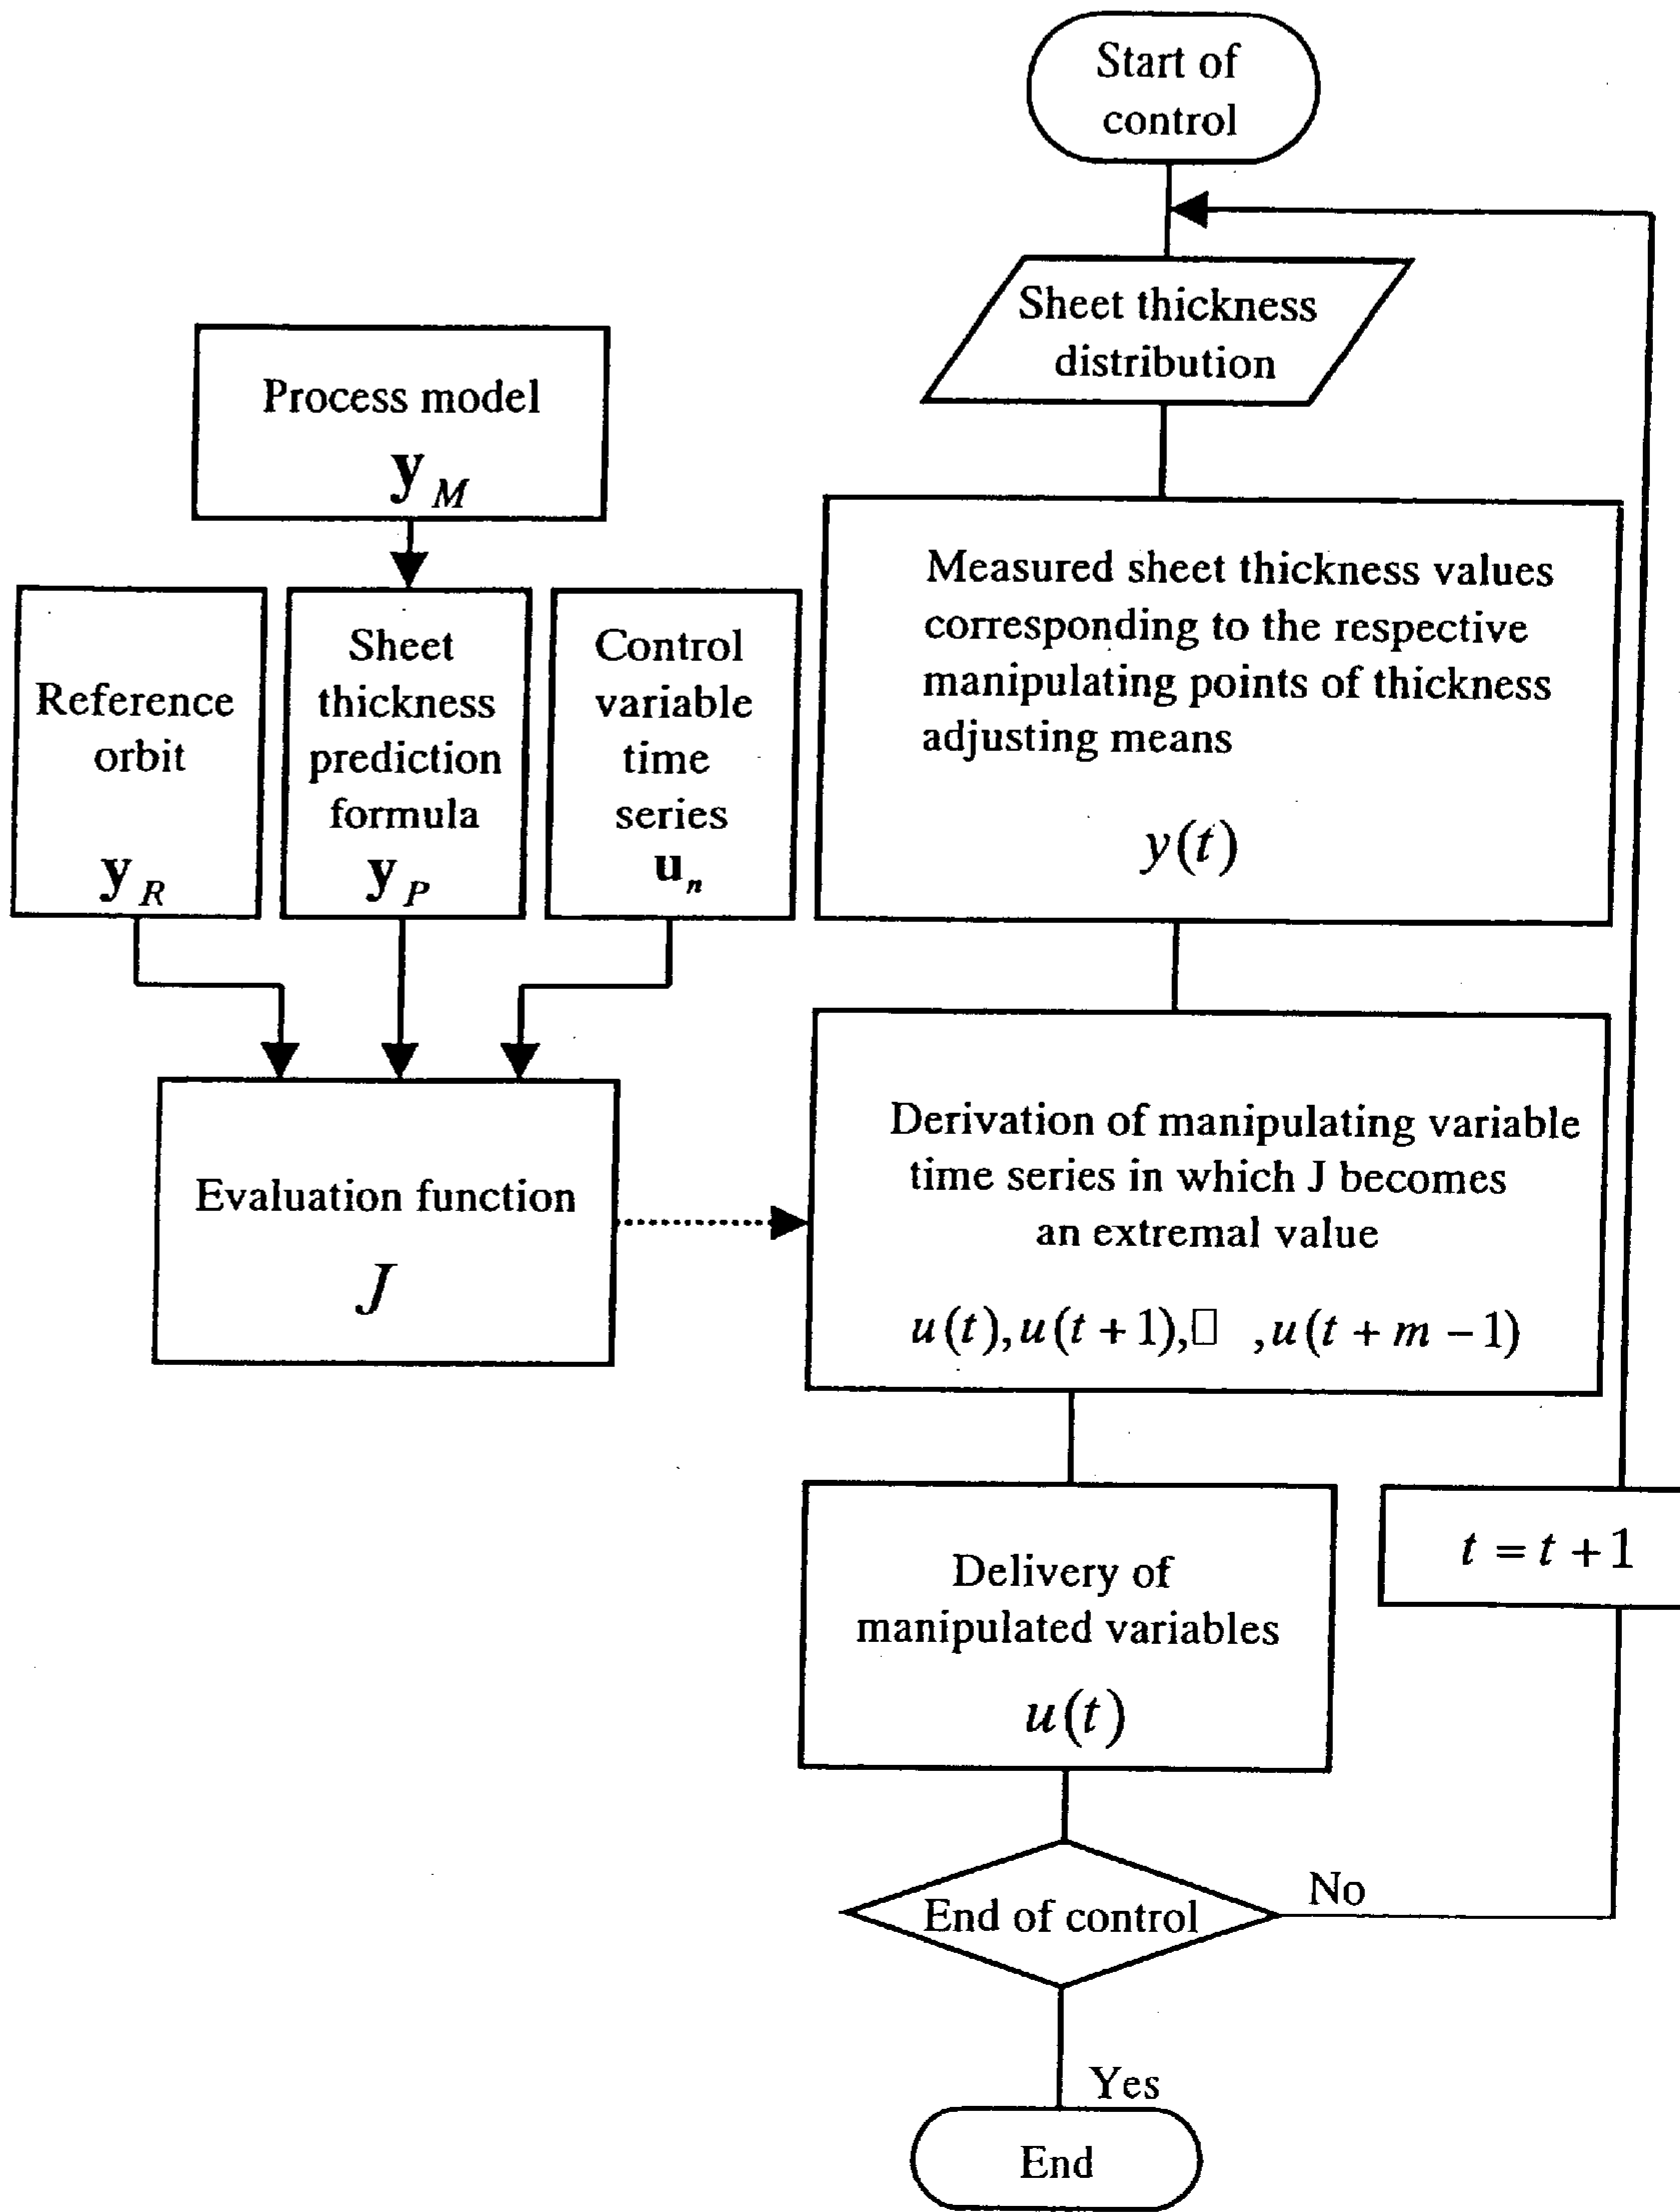 Start of
control
Sheet thickness
distribution
Process model
y_M
Measured sheet thickness values
corresponding to the respective
manipulating points of thickness
adjusting means
y(t)
Reference
orbit
y_R
Sheet
thickness
prediction
formula
y_P
Control
variable
time
series
u_n
Evaluation function
J
Derivation of manipulating variable
time series in which J becomes
an extremal value
u(t),u(t+1),□ ,u(t+m−1)
Delivery of
manipulated variables
u(t)
t=t+1
End of control
No
Yes
End